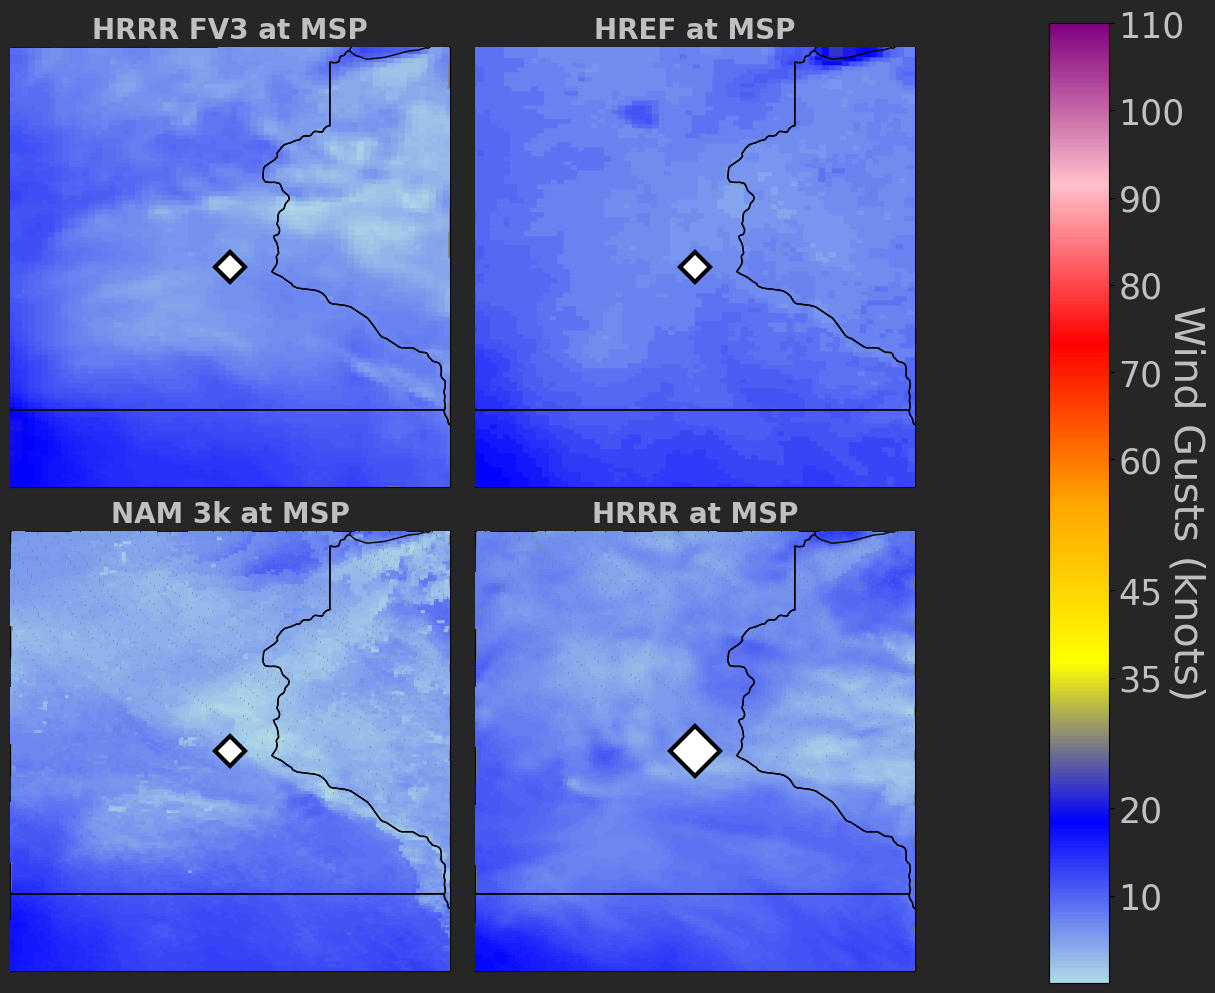 HRRR FV3 at MSP
HREF at MSP
NAM 3k at MSP
HRRR at MSP
110
100
90
80
70
60
45
35
20
10
Wind Gusts (knots)